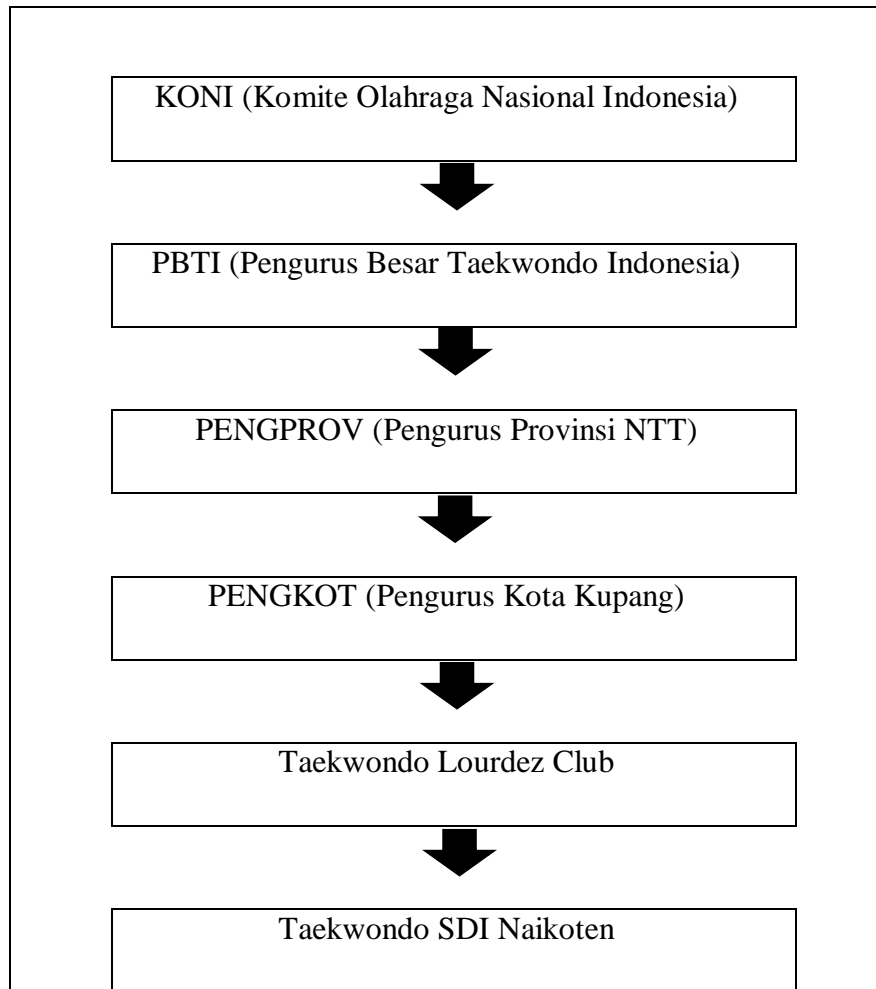 KONI (Komite Olahraga Nasional Indonesia)
PBTI (Pengurus Besar Taekwondo Indonesia)
PENGPROV (Pengurus Provinsi NTT)
PENGKOT (Pengurus Kota Kupang)
Taekwondo Lourdez Club
Taekwondo SDI Naikoten